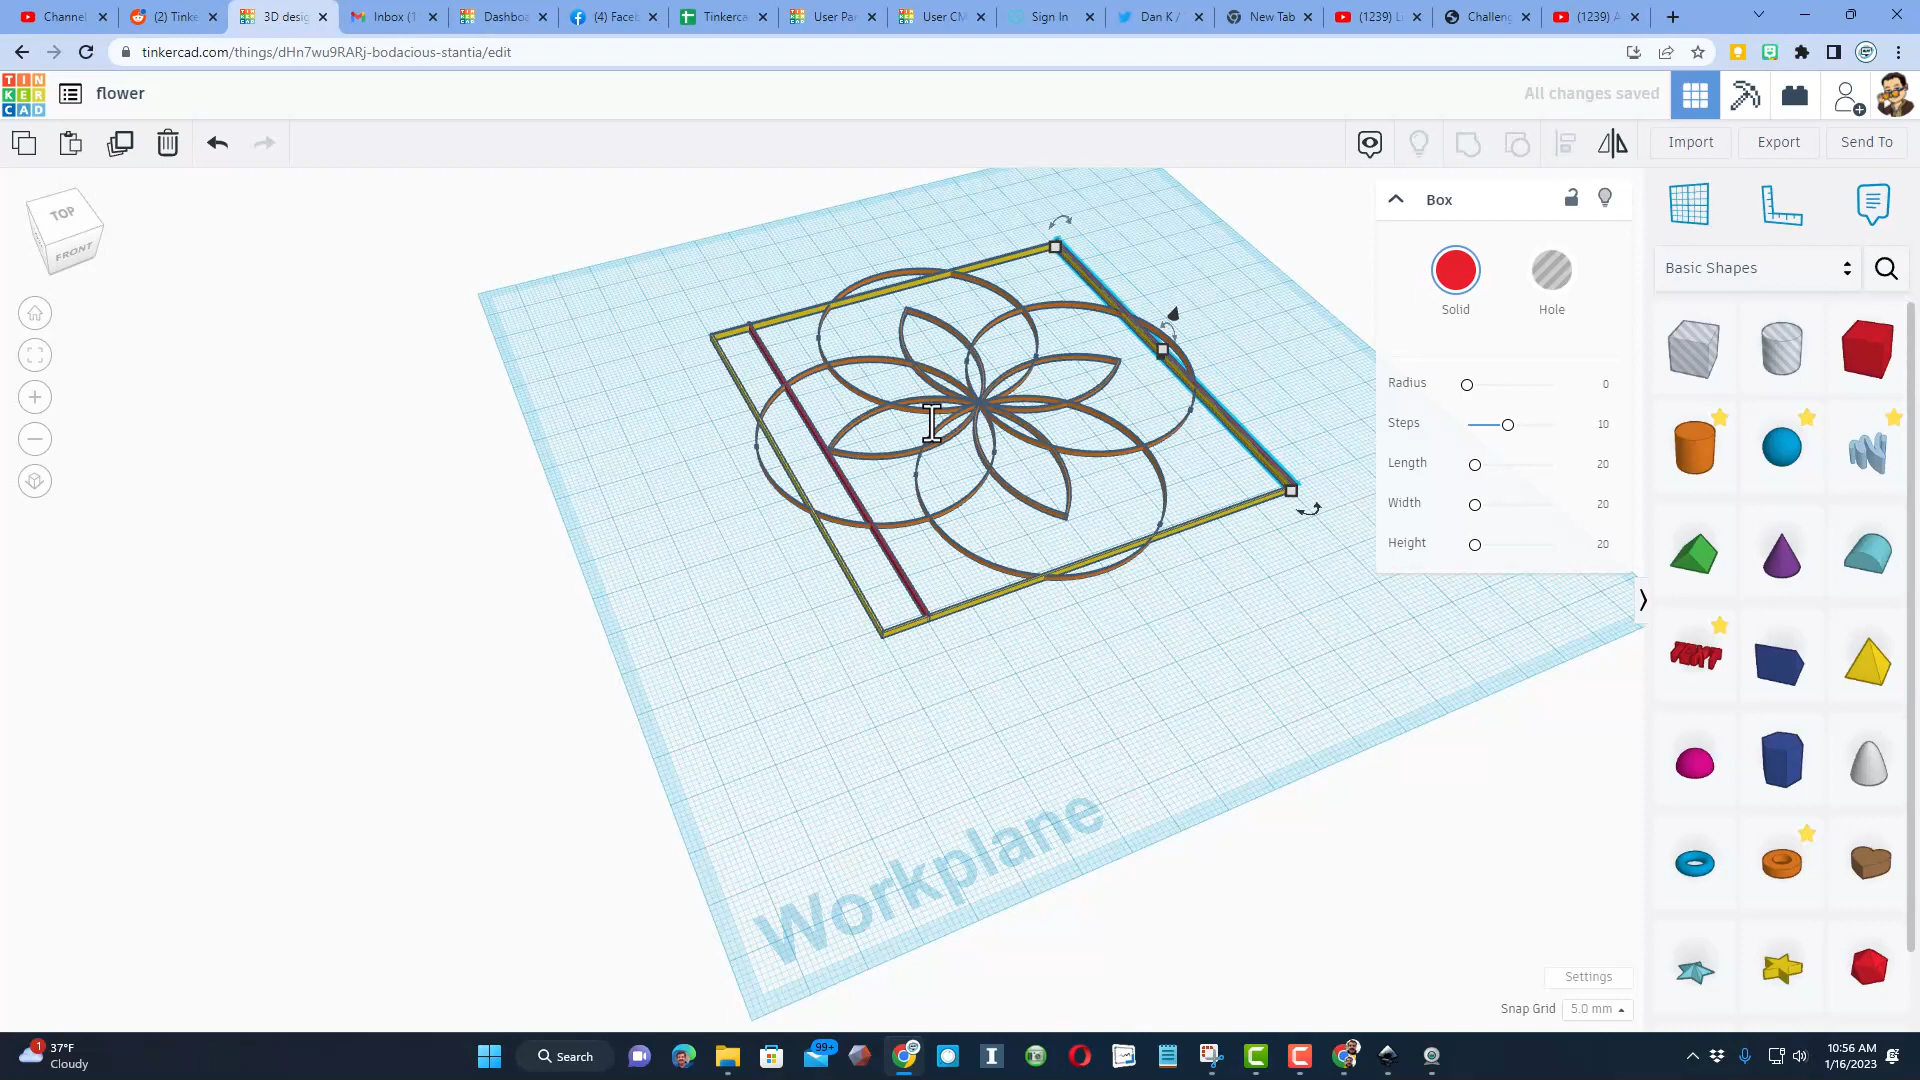 Channel
(2) Tinke
3D desig
Inbox (1
Dashboa
(4) Faceb
Tinkerca
User Pa
User CM
Sign In
Dan K /
New Tab
(1239) L
Challeng
(1239) A
tinkercad.com/things/dHn7wu9RARj-bodacious-stantia/edit
TIN
KER
CAD
flower
All changes saved
Import
Export
Send To
TOP
FRONT
Box
Solid
Hole
Radius
0
Steps
10
Length
20
Width
20
Height
20
Basic Shapes
TEXT
Workplane
Settings
Snap Grid
5.0 mm
1
37°F
Cloudy
Search
99+
10:56 AM
1/16/2023